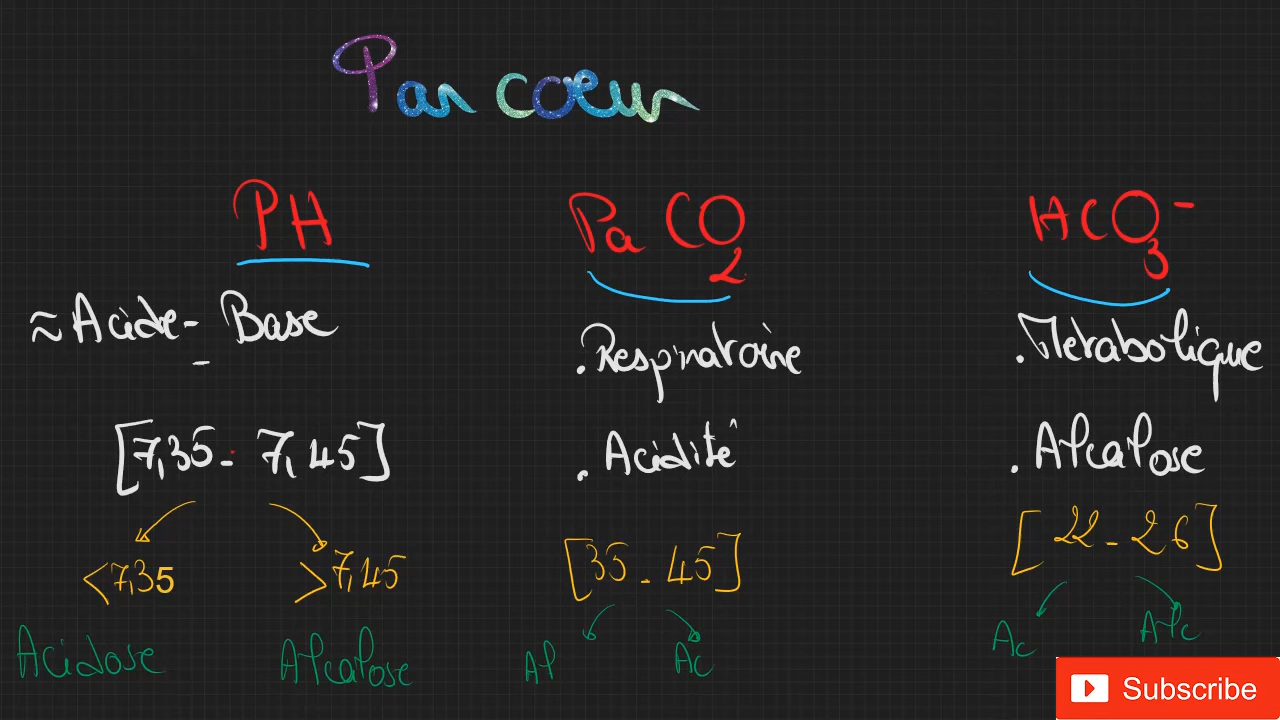 Par coeur
PH
PaCO2
HCO3-
≈ Acide - Base
. Respiratoire
. Métabolique
[7,35 - 7,45]
. Acidité
. Alcalose
[35 - 45]
[22 - 26]
<7,35
>7,45
Acidose
Alcalose
Al
Ac
Ac
Alc
Subscribe